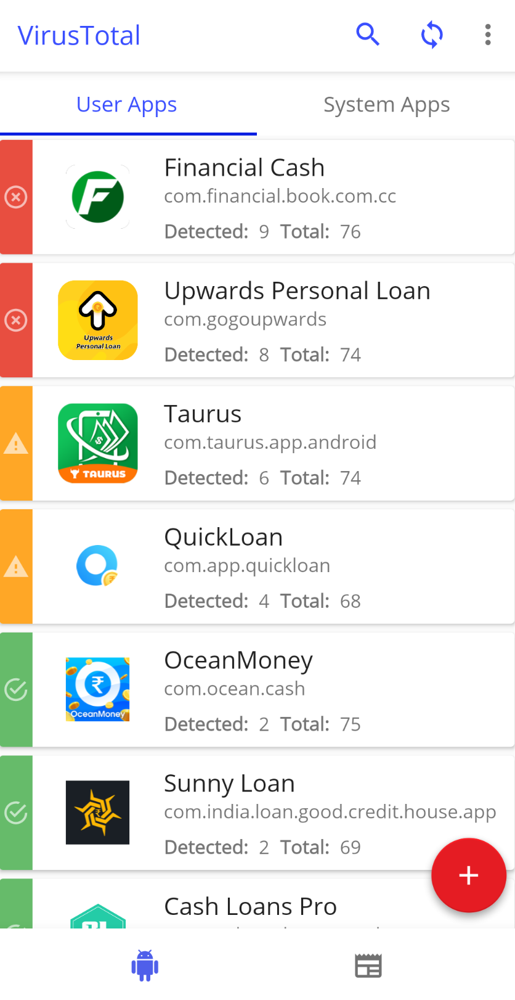 VirusTotal
User Apps
System Apps
Financial Cash
com.financial.book.com.cc
Detected: 9 Total: 76
Upwards Personal Loan
com.gogoupwards
Detected: 8 Total: 74
Upwards
Personal Loan
Taurus
com.taurus.app.android
Detected: 6 Total: 74
TAURUS
QuickLoan
com.app.quickloan
Detected: 4 Total: 68
OceanMoney
com.ocean.cash
Detected: 2 Total: 75
OceanMoney
Sunny Loan
com.india.loan.good.credit.house.app
Detected: 2 Total: 69
Cash Loans Pro